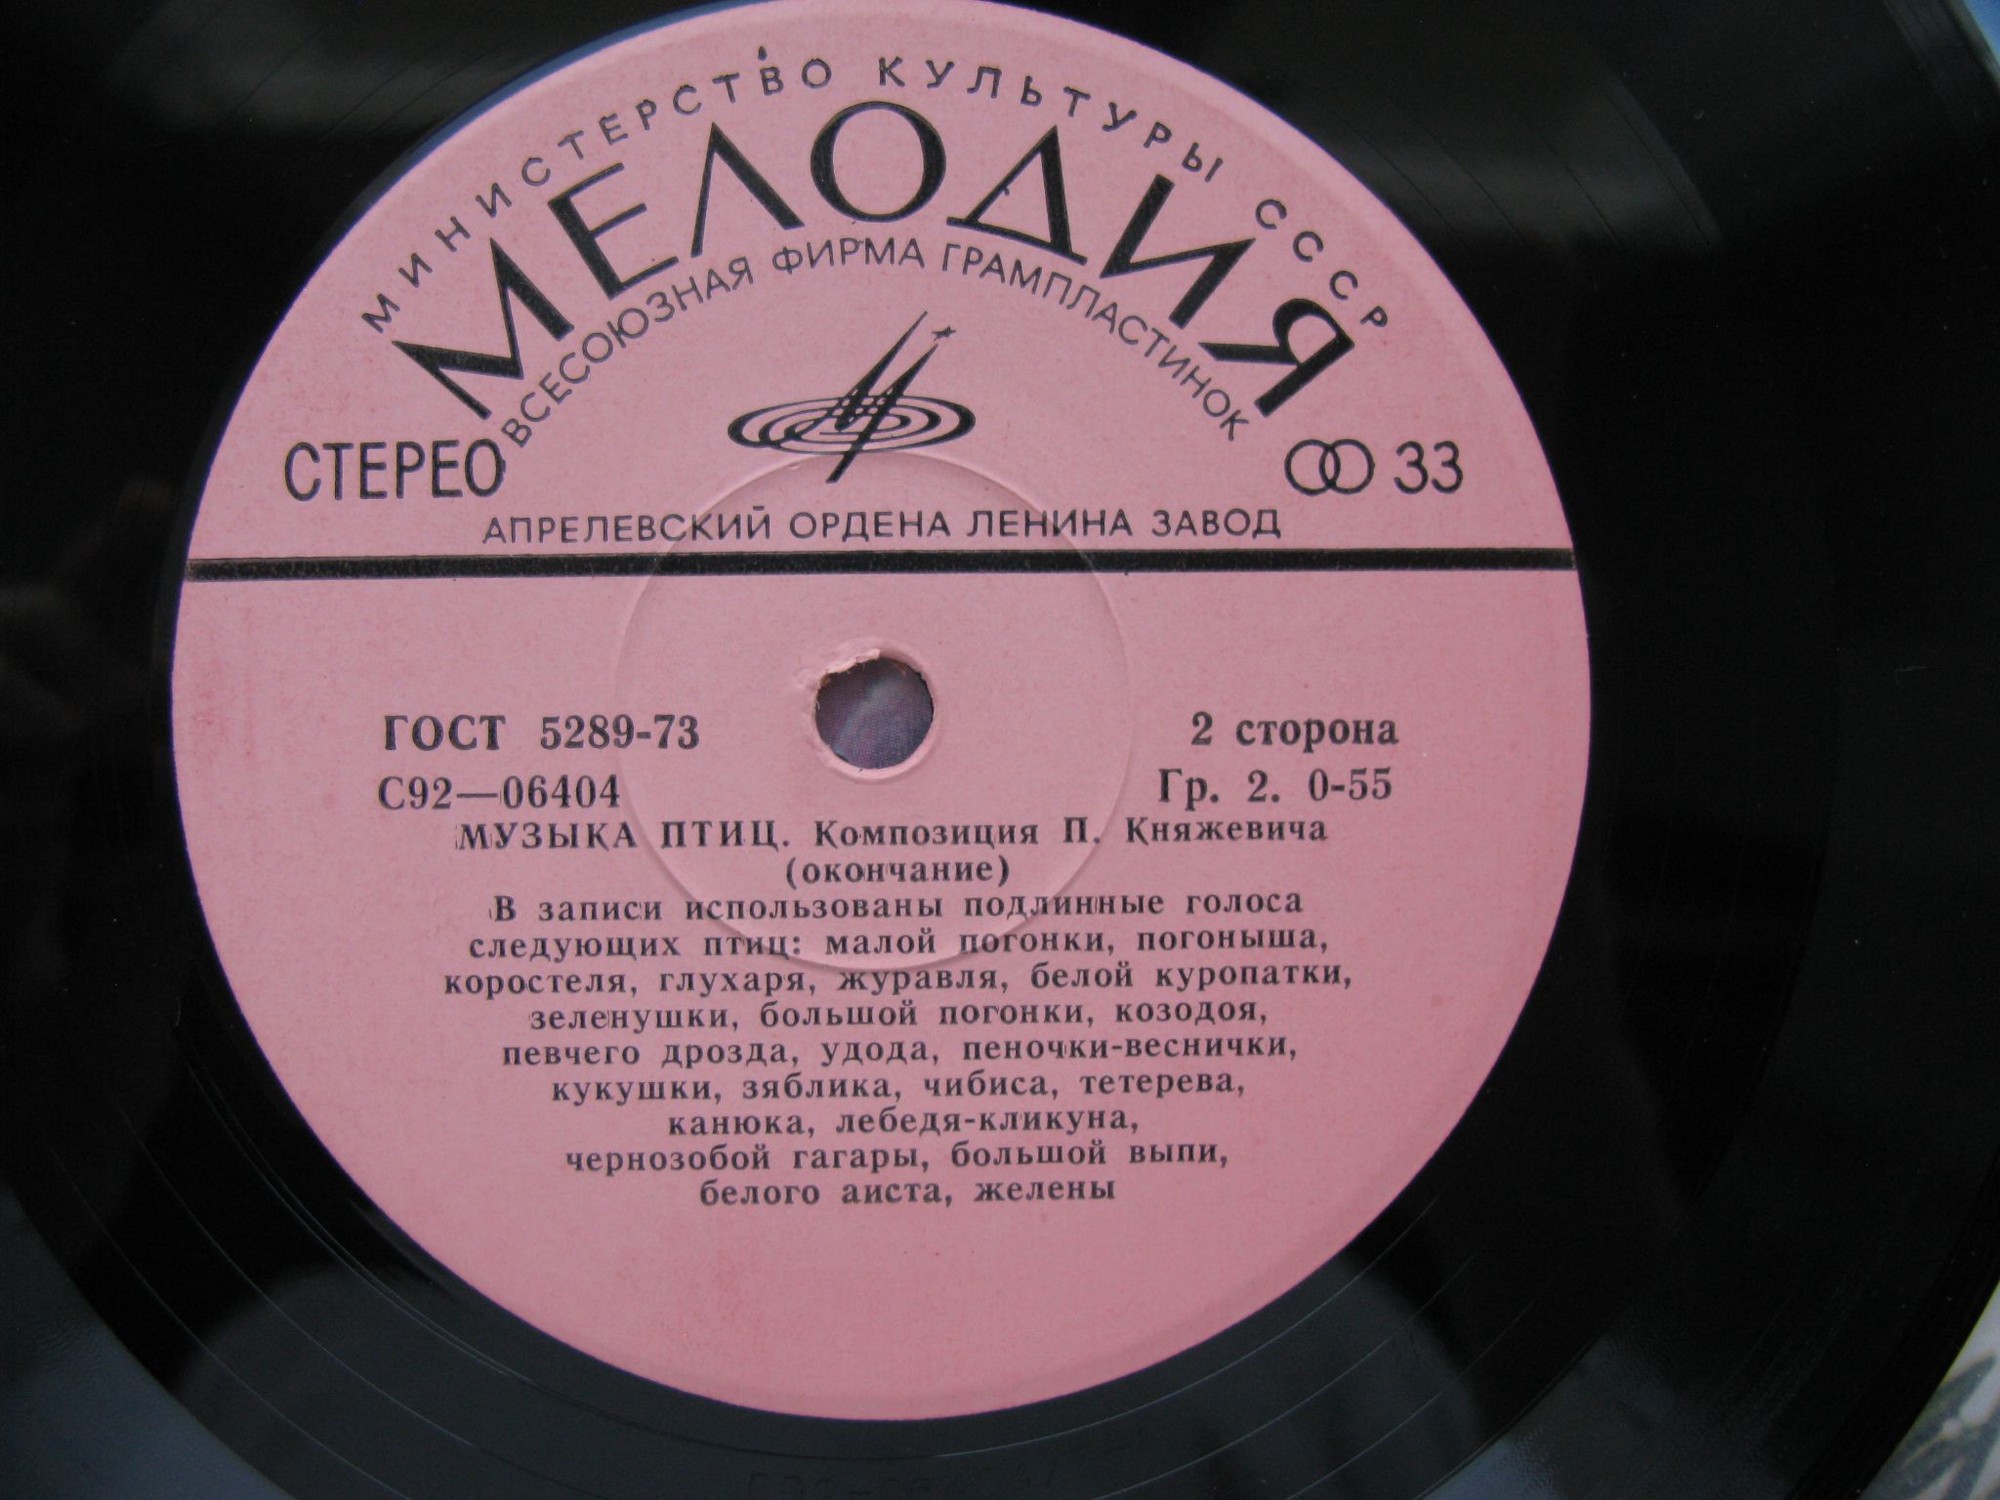 МИНИСТЕРСТВО КУЛЬТУРЫ СССР
МЕЛОДИЯ
ВСЕСОЮЗНАЯ ФИРМА ГРАМПЛАСТИНОК
СТЕРЕО
33
АПРЕЛЕВСКИЙ ОРДЕНА ЛЕНИНА ЗАВОД
ГОСТ 5289-73
2 сторона
С92—06404
Гр. 2. 0-55
МУЗЫКА ПТИЦ. Композиция П. Княжевича
(окончание)
В записи использованы подлинные голоса
следующих птиц: малой погонки, погоныша,
коростеля, глухаря, журавля, белой куропатки,
зеленушки, большой погонки, козодоя,
певчего дрозда, удода, пеночки-веснички,
кукушки, зяблика, чибиса, тетерева,
канюка, лебедя-кликуна,
чернозобой гагары, большой выпи,
белого аиста, желены